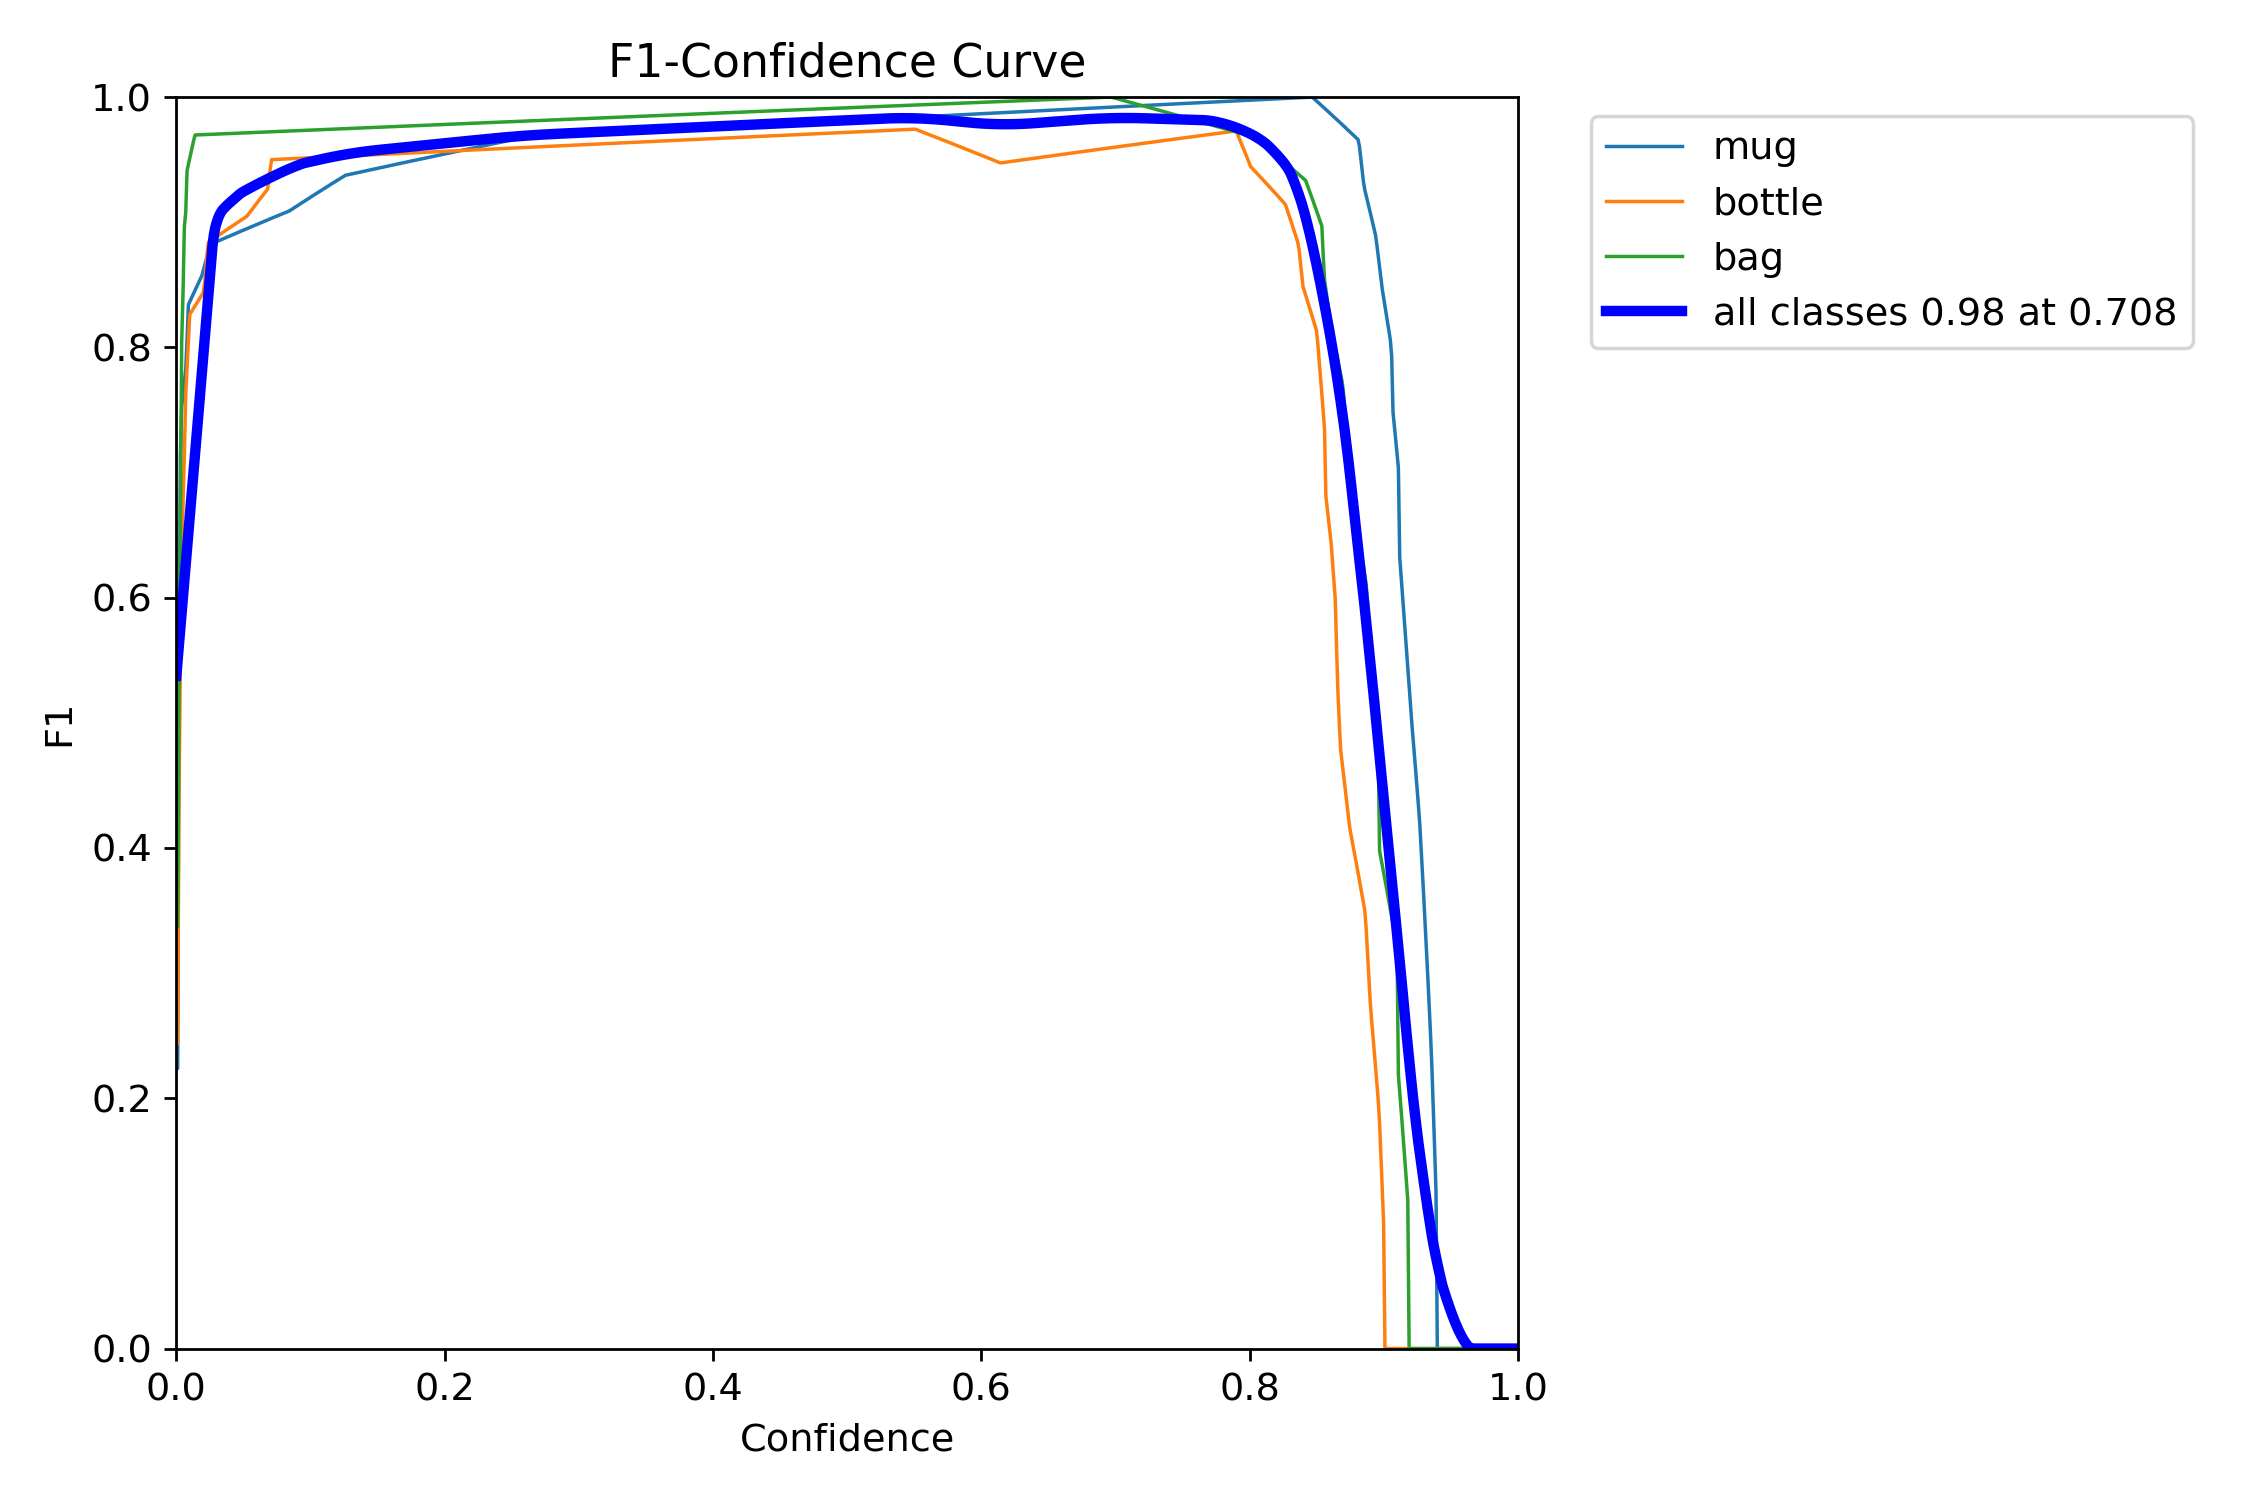 F1-Confidence Curve
1.0
0.8
0.6
0.4
0.2
0.0
F1
0.0 0.2 0.4 0.6 0.8 1.0
Confidence
mug
bottle
bag
all classes 0.98 at 0.708